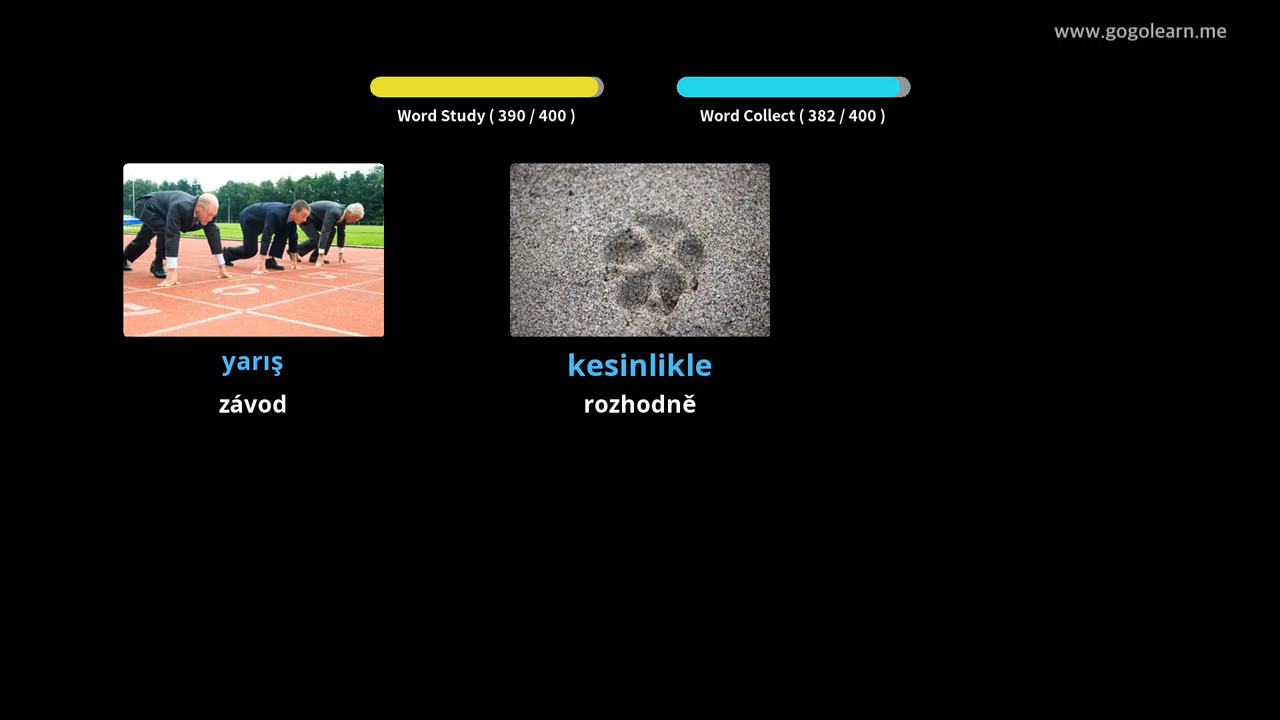 www.gogolearn.me
Word Study ( 390 / 400 )
Word Collect ( 382 / 400 )
yarış
kesinlikle
závod
rozhodně